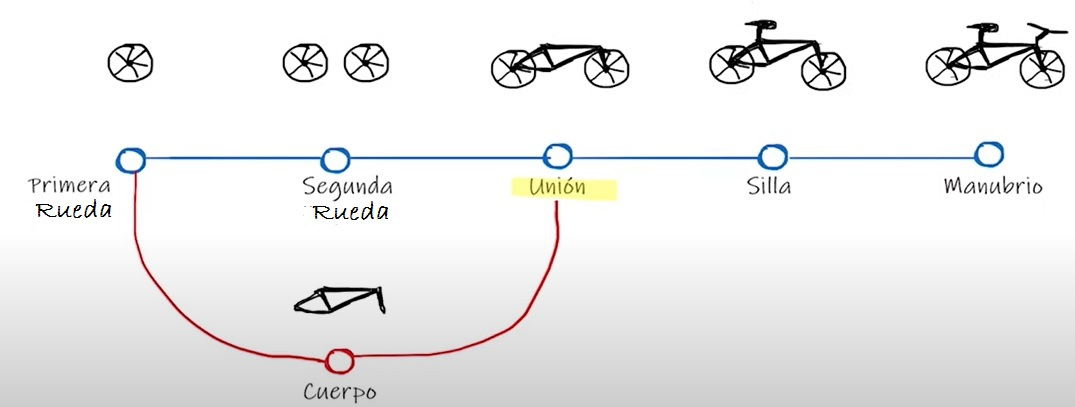 Primera
Rueda
Segunda
Rueda
Unión
Silla
Manubrio
Cuerpo